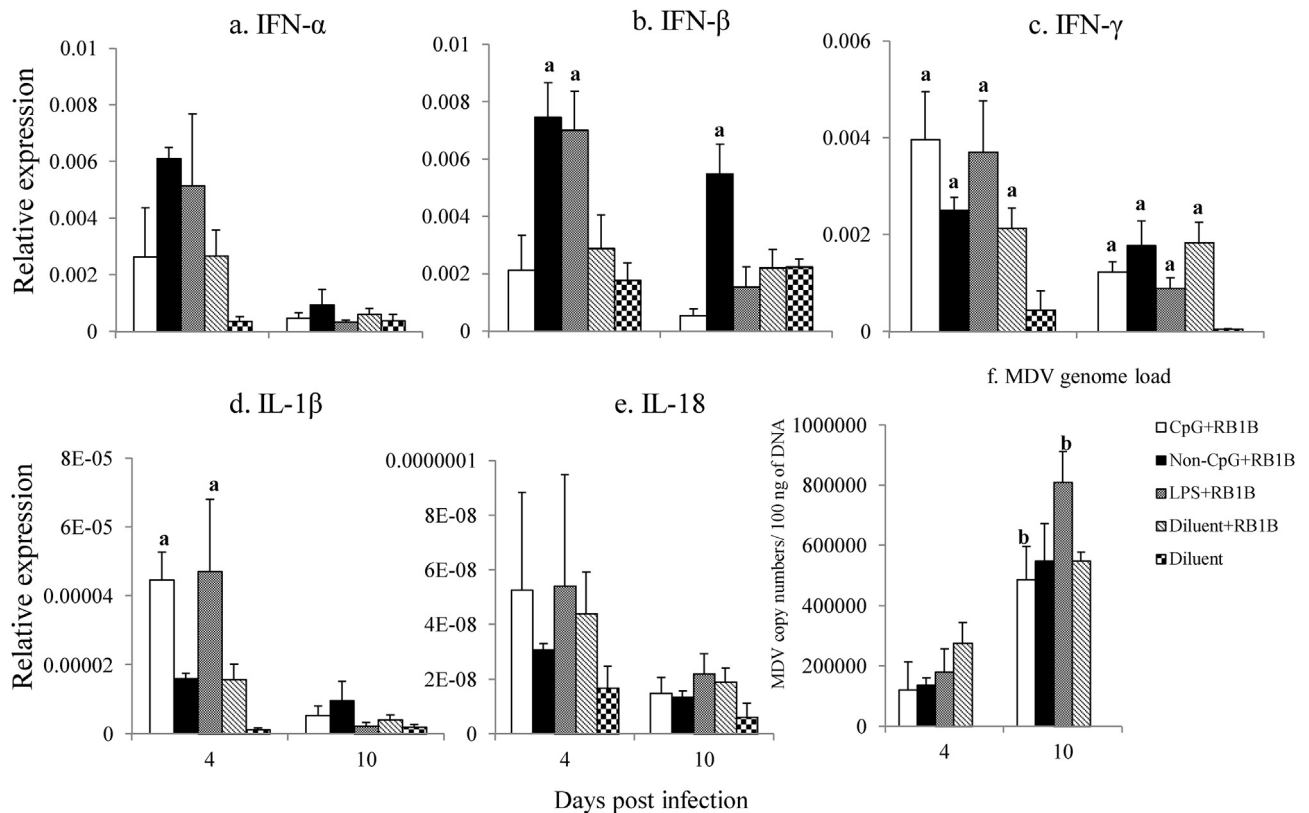 a. IFN-α
b. IFN-β
c. IFN-γ
Relative expression
0.01
0.008
0.006
0.004
0.002
0
0.01
a
a
a
0.008
0.006
0.004
0.002
0
0.006
a
a
a
a
a
a
a
a
0.004
0.002
0
d. IL-1β
e. IL-18
f. MDV genome load
Relative expression
8E-05
6E-05
0.00004
0.00002
0
a
a
4
10
0.0000001
8E-08
6E-08
4E-08
2E-08
0
4
10
Days post infection
MDV copy numbers/ 100 ng of DNA
1000000
800000
600000
400000
200000
0
b
b
4
10
CpG+RB1B
Non-CpG+RB1B
LPS+RB1B
Diluent+RB1B
Diluent